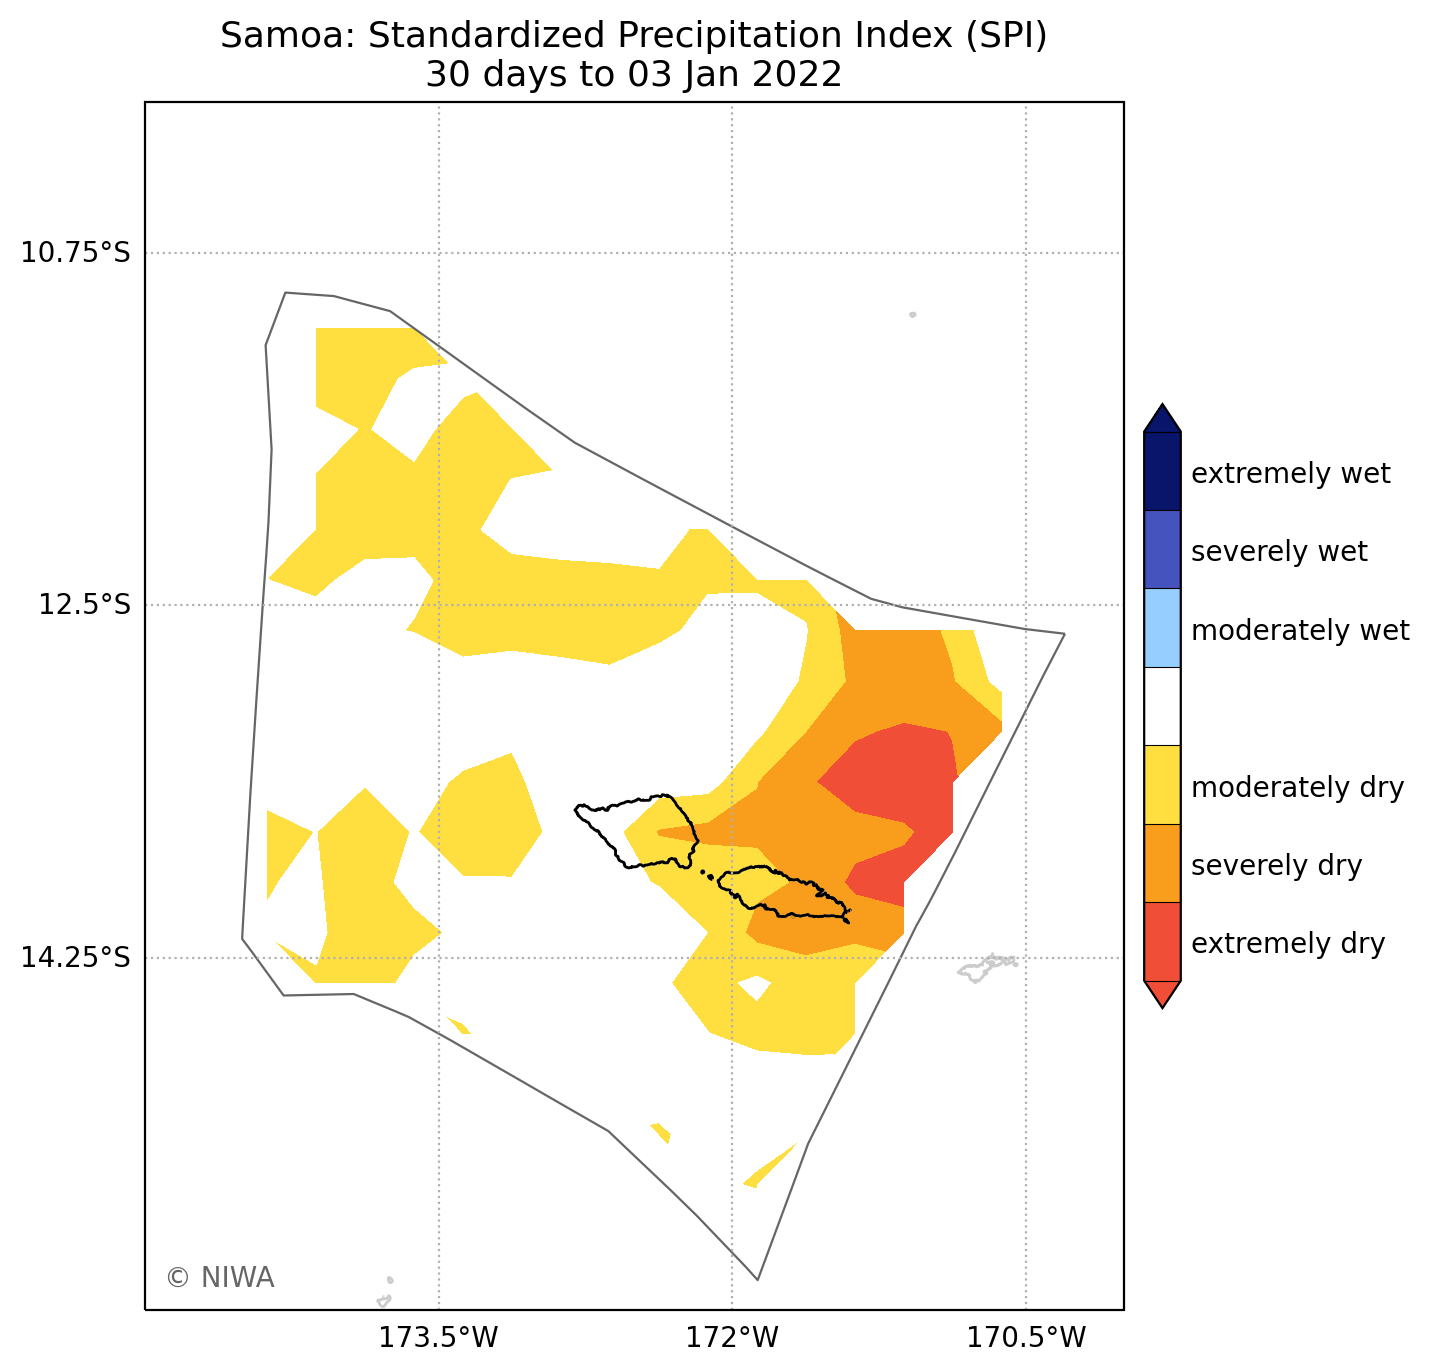 Samoa: Standardized Precipitation Index (SPI)
30 days to 03 Jan 2022
10.75°S
12.5°S
14.25°S
173.5°W
172°W
170.5°W
extremely wet
severely wet
moderately wet
moderately dry
severely dry
extremely dry
© NIWA